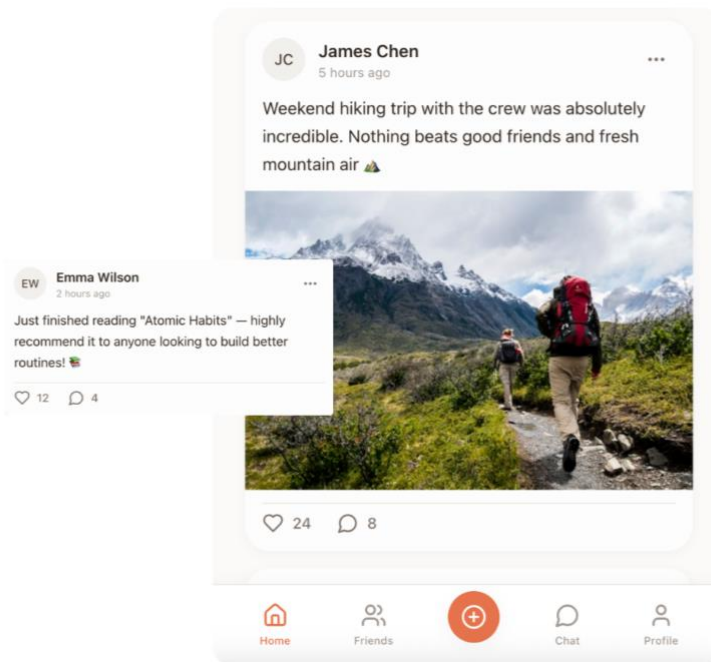 JC
James Chen
5 hours ago
Weekend hiking trip with the crew was absolutely
incredible. Nothing beats good friends and fresh
mountain air ⛰️
EW
Emma Wilson
2 hours ago
Just finished reading "Atomic Habits" — highly
recommend it to anyone looking to build better
routines! 📚
12 4
24 8
Home Friends Chat Profile